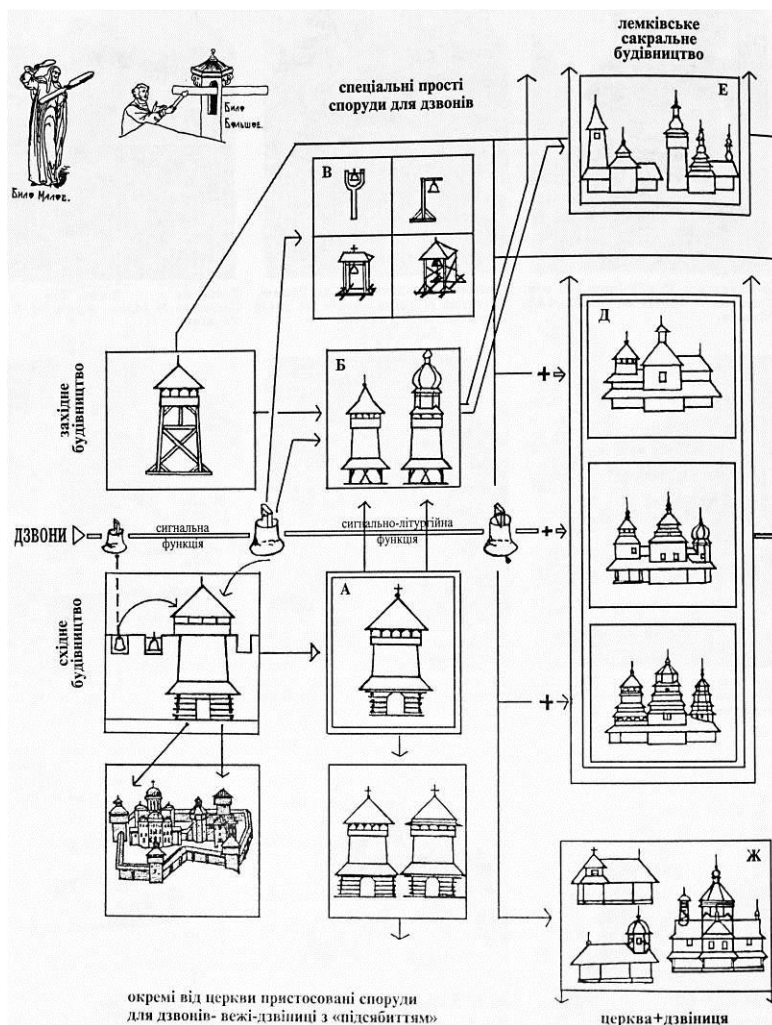 лемківське
сакральне
будівництво
спеціальні прості
споруди для дзвонів
Било
Большое.
Било Малое.
Е
В
Д
Б
західне
будівництво
ДЗВОНИ
сигнальна
функція
сигнально-літургійна
функція
А
східне
будівництво
Ж
окремі від церкви пристосовані споруди
для дзвонів- вежі-дзвіниці з «підсябиттям»
церква+дзвіниця